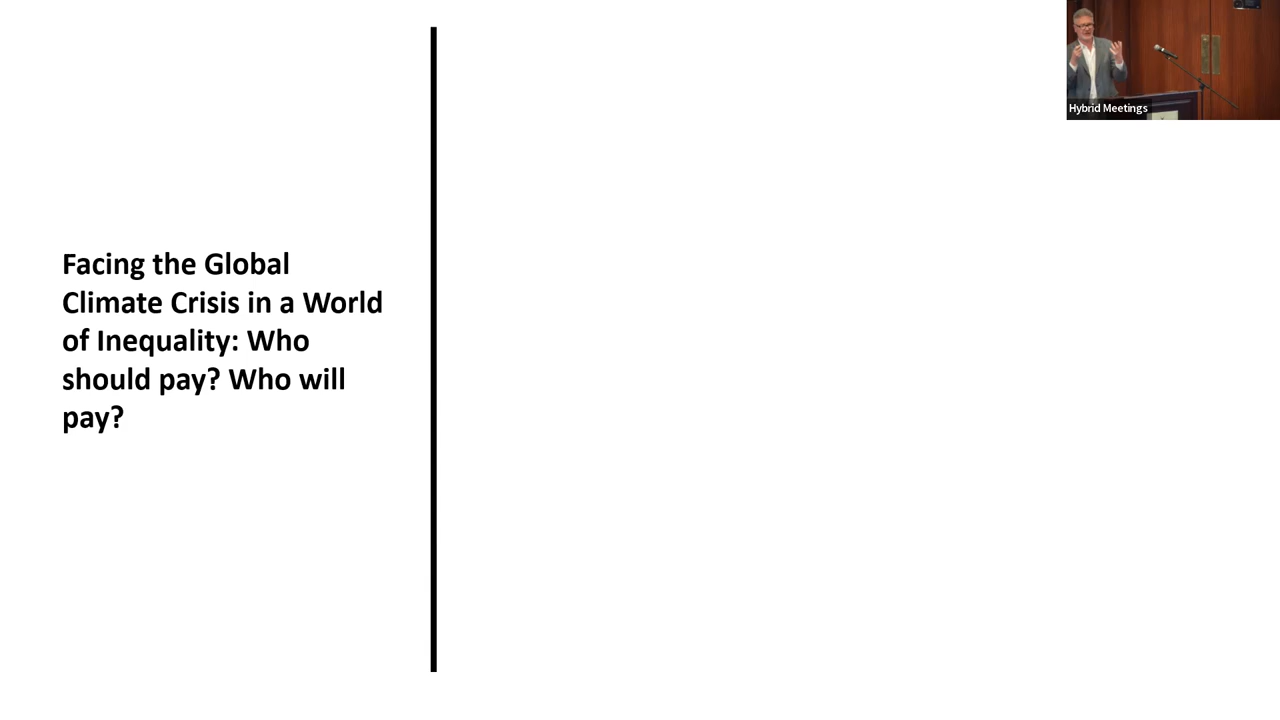 Facing the Global
Climate Crisis in a World
of Inequality: Who
should pay? Who will
pay?
Hybrid Meetings